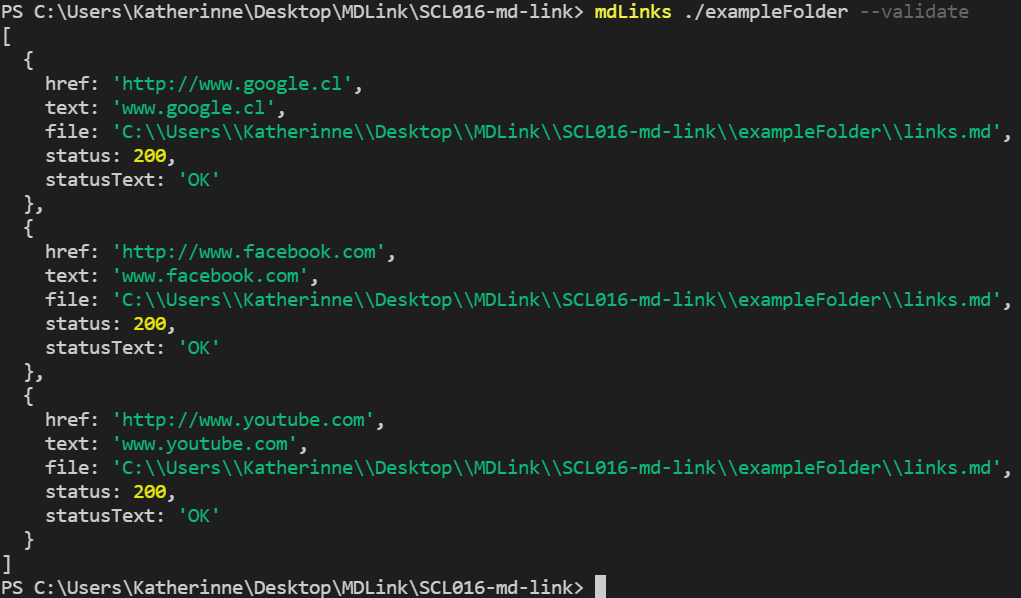 PS C:\Users\Katherinne\Desktop\MDLink\SCL016-md-link> mdLinks ./exampleFolder --validate
[
  {
    href: 'http://www.google.cl',
    text: 'www.google.cl',
    file: 'C:\\Users\\Katherinne\\Desktop\\MDLink\\SCL016-md-link\\exampleFolder\\links.md',
    status: 200,
    statusText: 'OK'
  },
  {
    href: 'http://www.facebook.com',
    text: 'www.facebook.com',
    file: 'C:\\Users\\Katherinne\\Desktop\\MDLink\\SCL016-md-link\\exampleFolder\\links.md',
    status: 200,
    statusText: 'OK'
  },
  {
    href: 'http://www.youtube.com',
    text: 'www.youtube.com',
    file: 'C:\\Users\\Katherinne\\Desktop\\MDLink\\SCL016-md-link\\exampleFolder\\links.md',
    status: 200,
    statusText: 'OK'
  }
]
PS C:\Users\Katherinne\Desktop\MDLink\SCL016-md-link>